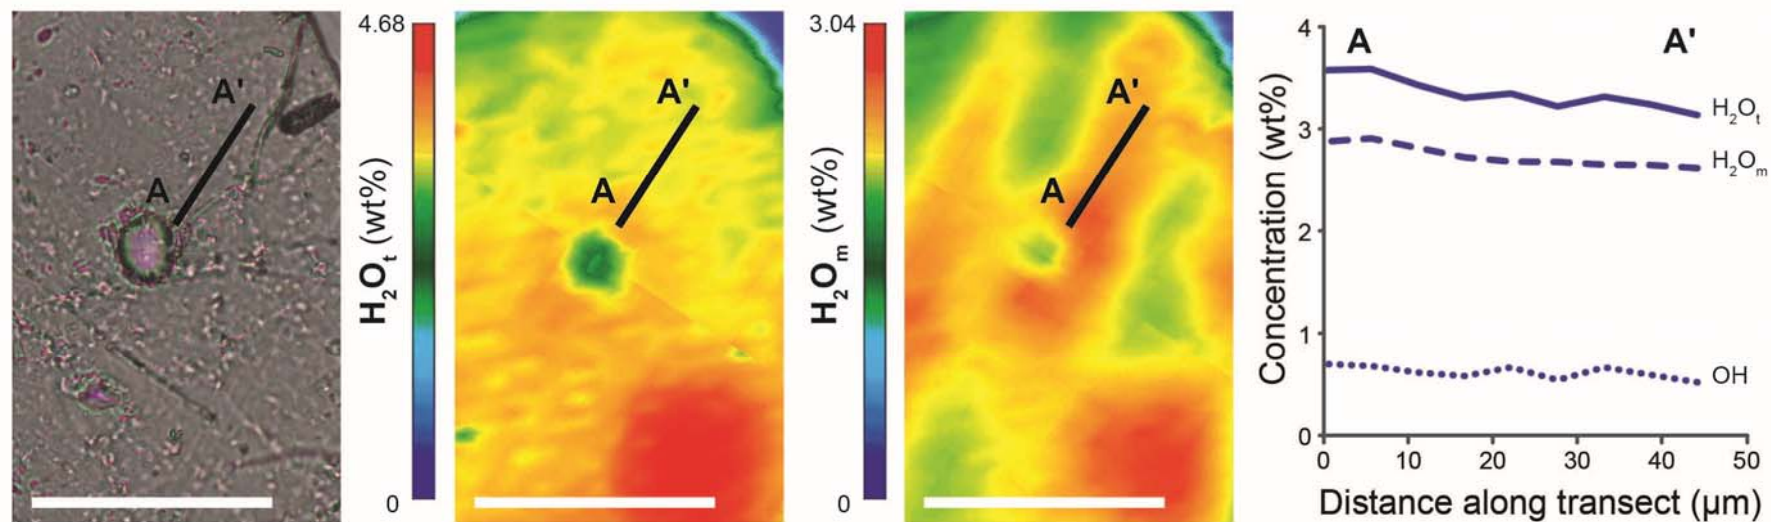 A'
A
4.68
H₂Oₜ (wt%)
0
A'
A
3.04
H₂Oₘ (wt%)
0
A'
A
A
A'
Concentration (wt%)
4
3
2
1
0
H₂Oₜ
H₂Oₘ
OH
0 10 20 30 40 50
Distance along transect (µm)